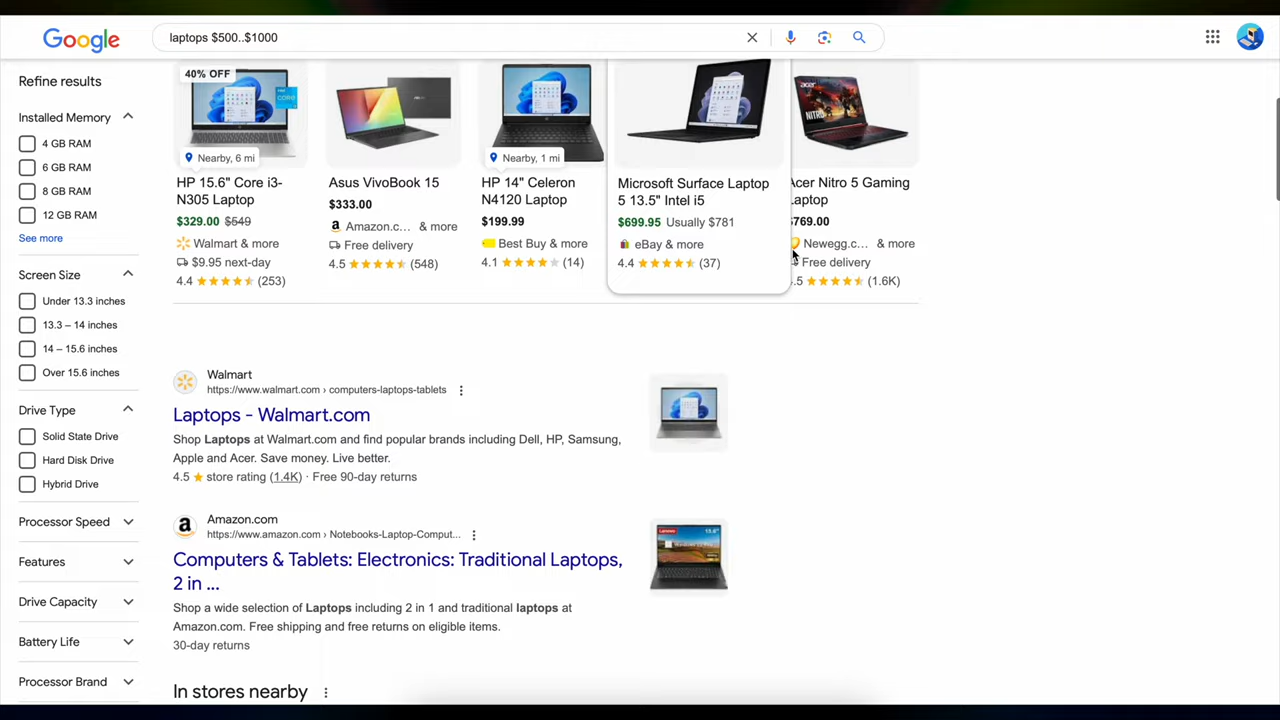 Google
laptops $500..$1000
Refine results
Installed Memory
4 GB RAM
6 GB RAM
8 GB RAM
12 GB RAM
See more
Screen Size
Under 13.3 inches
13.3 – 14 inches
14 – 15.6 inches
Over 15.6 inches
Drive Type
Solid State Drive
Hard Disk Drive
Hybrid Drive
Processor Speed
Features
Drive Capacity
Battery Life
Processor Brand
40% OFF
Nearby, 6 mi
HP 15.6" Core i3-
N305 Laptop
$329.00 $549
Walmart & more
$9.95 next-day
4.4 (253)
Asus VivoBook 15
$333.00
Amazon.c... & more
Free delivery
4.5 (548)
Nearby, 1 mi
HP 14" Celeron
N4120 Laptop
$199.99
Best Buy & more
4.1 (14)
Microsoft Surface Laptop
5 13.5" Intel i5
$699.95 Usually $781
eBay & more
4.4 (37)
Acer Nitro 5 Gaming
Laptop
$769.00
Newegg.c... & more
Free delivery
.5 (1.6K)
Walmart
https://www.walmart.com › computers-laptops-tablets
Laptops - Walmart.com
Shop Laptops at Walmart.com and find popular brands including Dell, HP, Samsung,
Apple and Acer. Save money. Live better.
4.5 ★ store rating (1.4K) · Free 90-day returns
Amazon.com
https://www.amazon.com › Notebooks-Laptop-Comput...
Computers & Tablets: Electronics: Traditional Laptops,
2 in ...
Shop a wide selection of Laptops including 2 in 1 and traditional laptops at
Amazon.com. Free shipping and free returns on eligible items.
30-day returns
In stores nearby